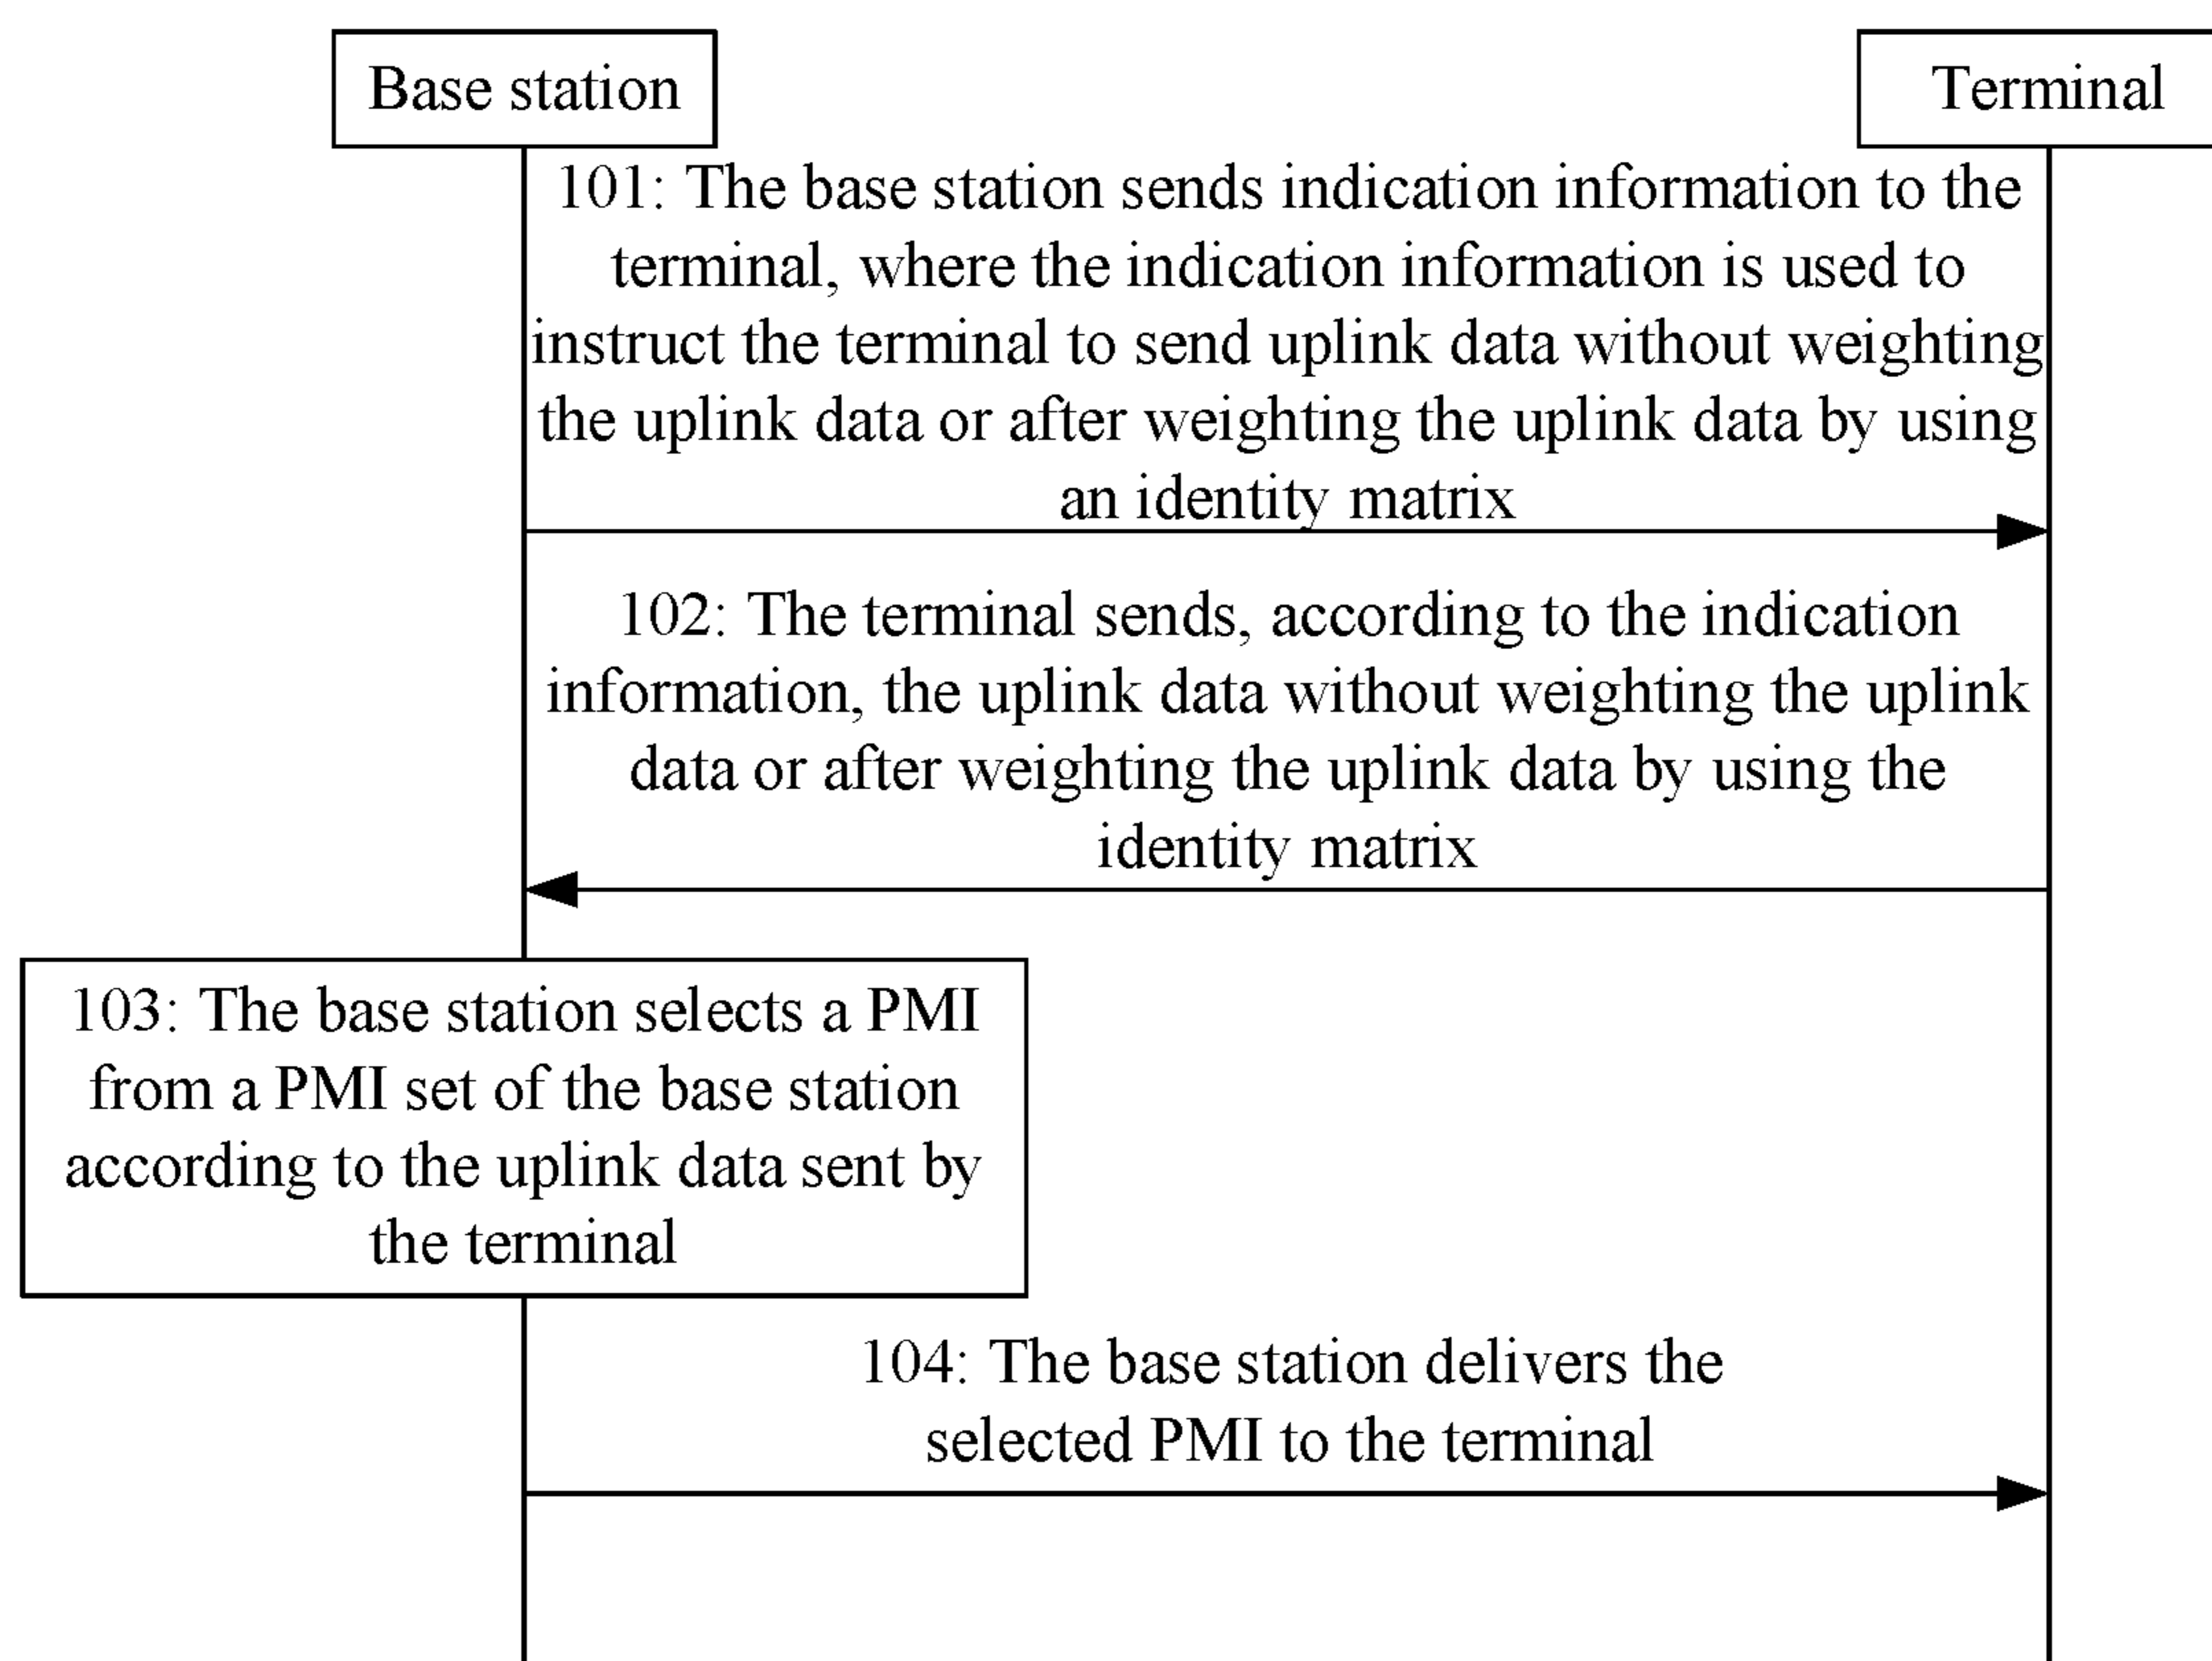 Base station
Terminal
101: The base station sends indication information to the
terminal, where the indication information is used to
instruct the terminal to send uplink data without weighting
the uplink data or after weighting the uplink data by using
an identity matrix
102: The terminal sends, according to the indication
information, the uplink data without weighting the uplink
data or after weighting the uplink data by using the
identity matrix
103: The base station selects a PMI
from a PMI set of the base station
according to the uplink data sent by
the terminal
104: The base station delivers the
selected PMI to the terminal